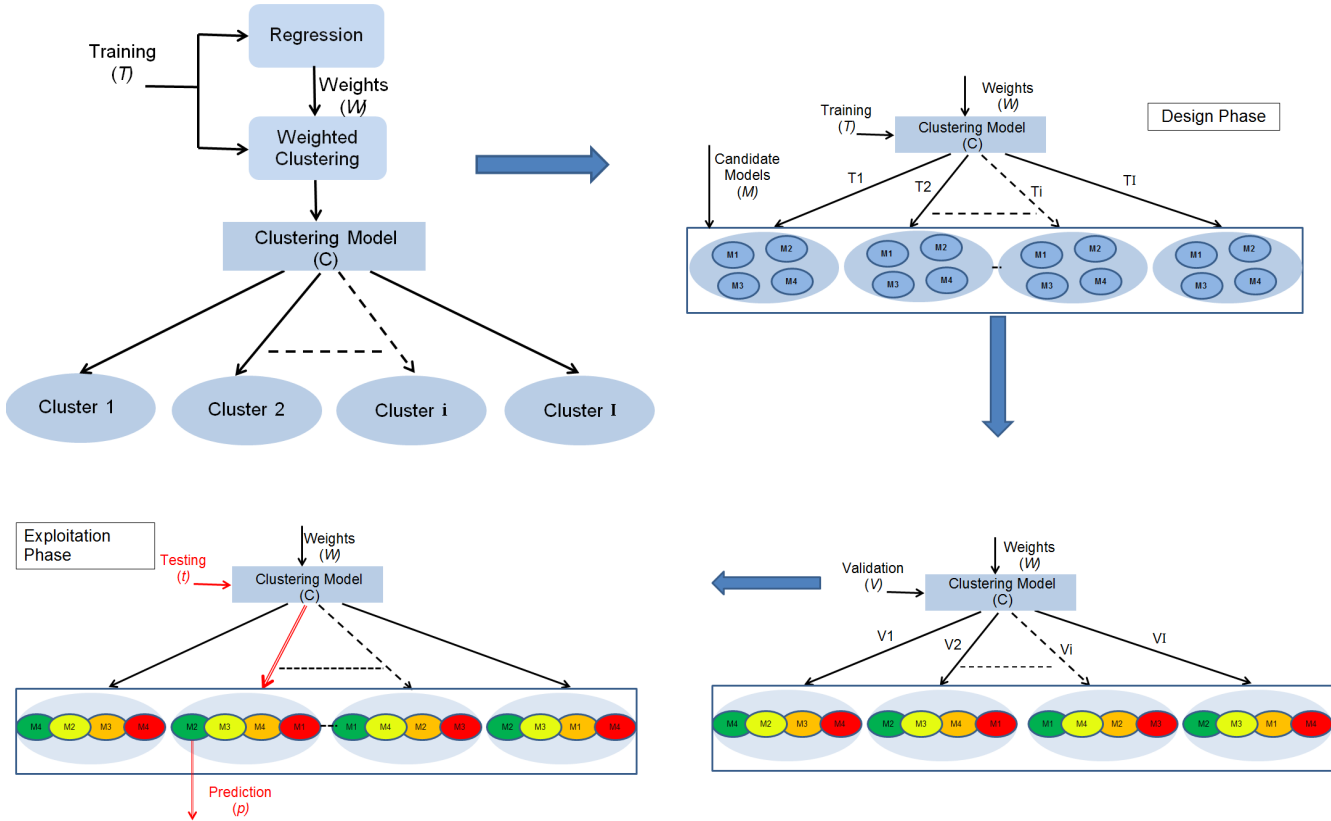 Regression
Training
(T)
Weights
(W)
Weighted
Clustering
Clustering Model
(C)
Cluster 1
Cluster 2
Cluster i
Cluster I
Weights
(W)
Design Phase
Training
(T)
Clustering Model
(C)
Candidate
Models
(M)
T1
T2
Ti
TI
M1
M2
M3
M4
M1
M2
M3
M4
M1
M2
M3
M4
M1
M2
M3
M4
Exploitation
Phase
Weights
(W)
Testing
(t)
Clustering Model
(C)
M4 M2 M3 M4
M2 M3 M4 M1
M1 M4 M2 M3
M2 M3 M1 M4
Prediction
(p)
Weights
(W)
Validation
(V)
Clustering Model
(C)
V1
V2
Vi
VI
M4 M2 M3 M4
M2 M3 M4 M1
M1 M4 M2 M3
M2 M3 M1 M4